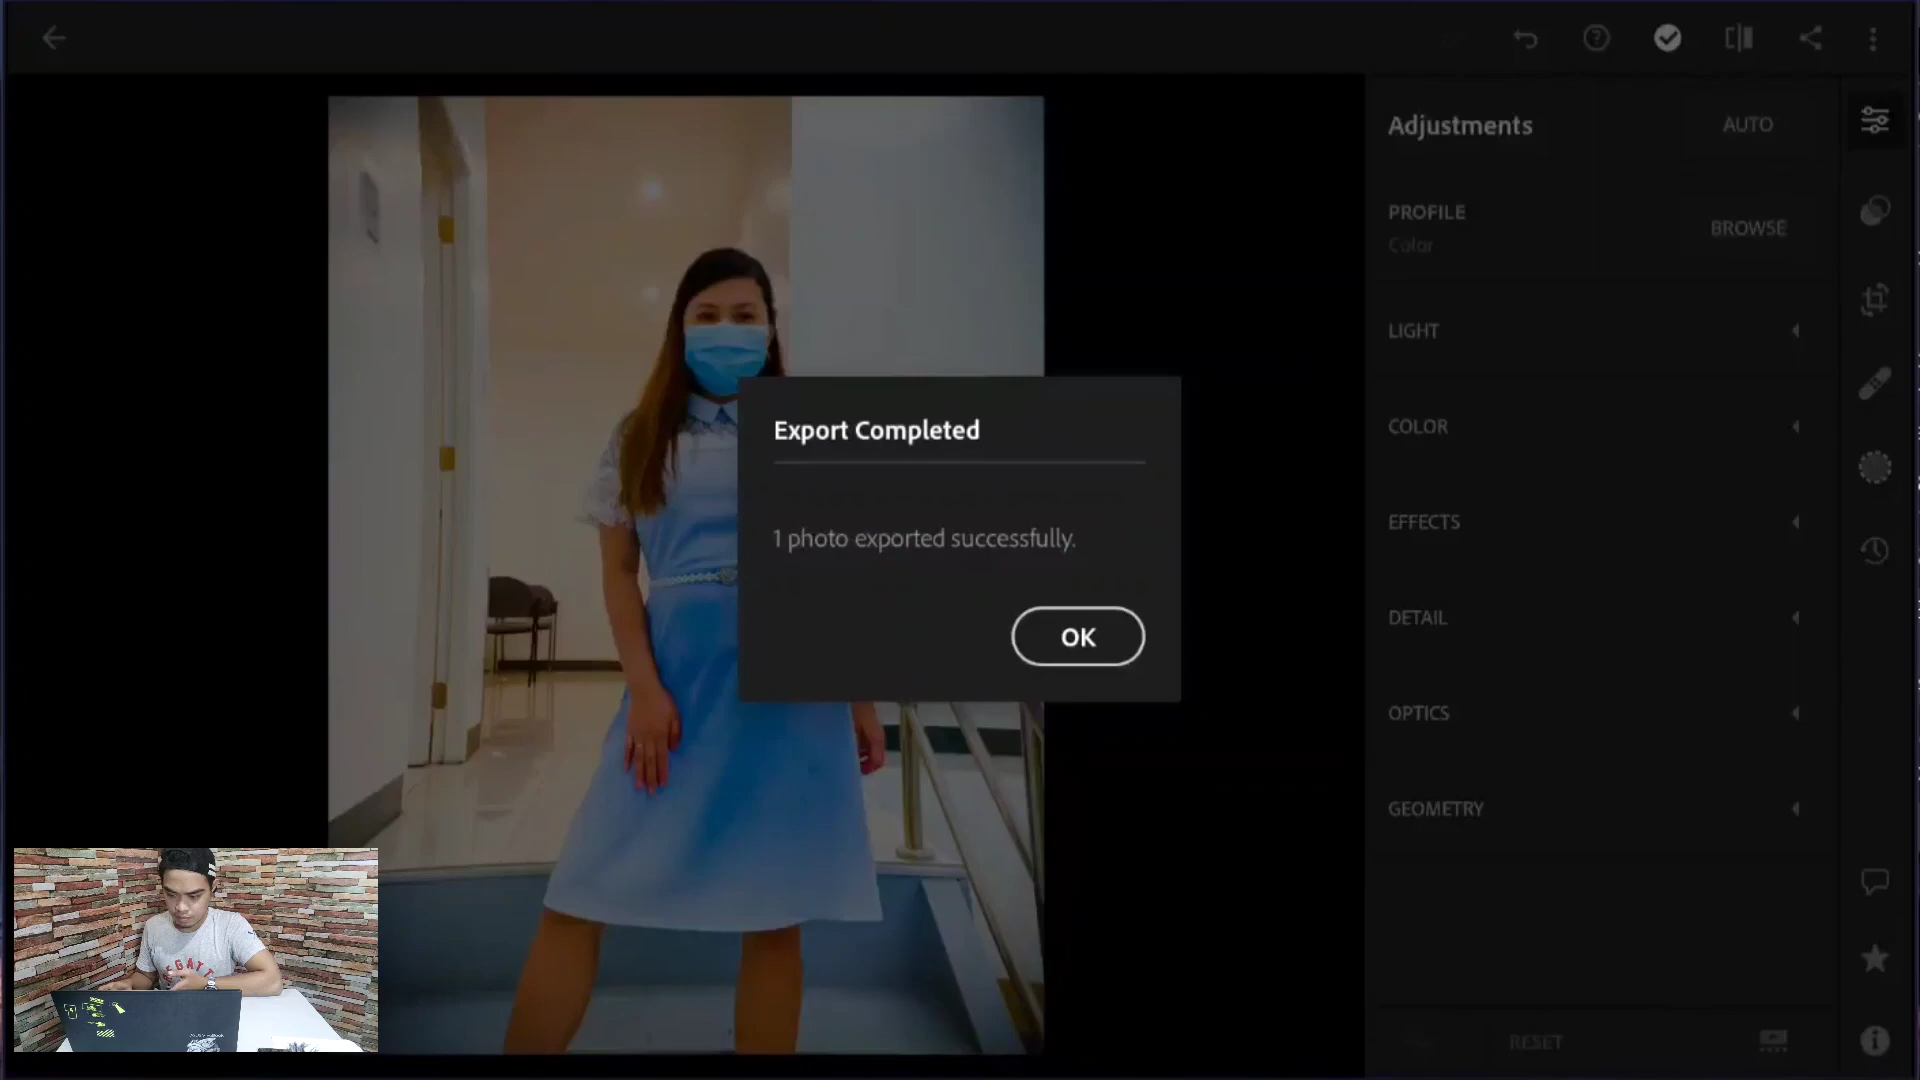 Adjustments
AUTO
PROFILE
Color
BROWSE
LIGHT
COLOR
EFFECTS
DETAIL
OPTICS
GEOMETRY
RESET
Export Completed
1 photo exported successfully.
OK